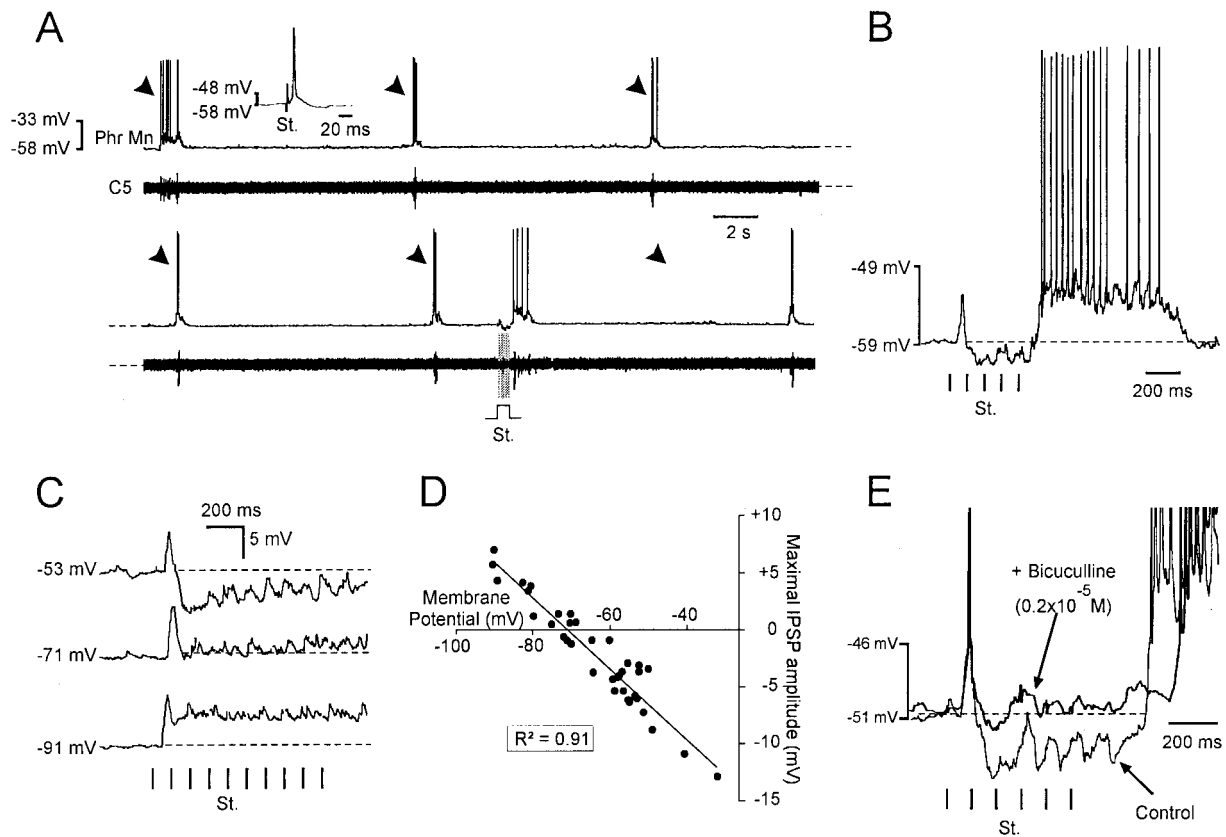 A
-33 mV
-58 mV
Phr Mn
-48 mV
-58 mV
St.
20 ms
C5
2 s
St.
B
-49 mV
-59 mV
St.
200 ms
C
200 ms
5 mV
-53 mV
-71 mV
-91 mV
St.
D
+10
+5
0
-5
-10
-15
Maximal IPSP amplitude (mV)
Membrane
Potential (mV)
-100
-80
-60
-40
R² = 0.91
E
+ Bicuculline
(0.2x10⁻⁵ M)
-46 mV
-51 mV
200 ms
St.
Control